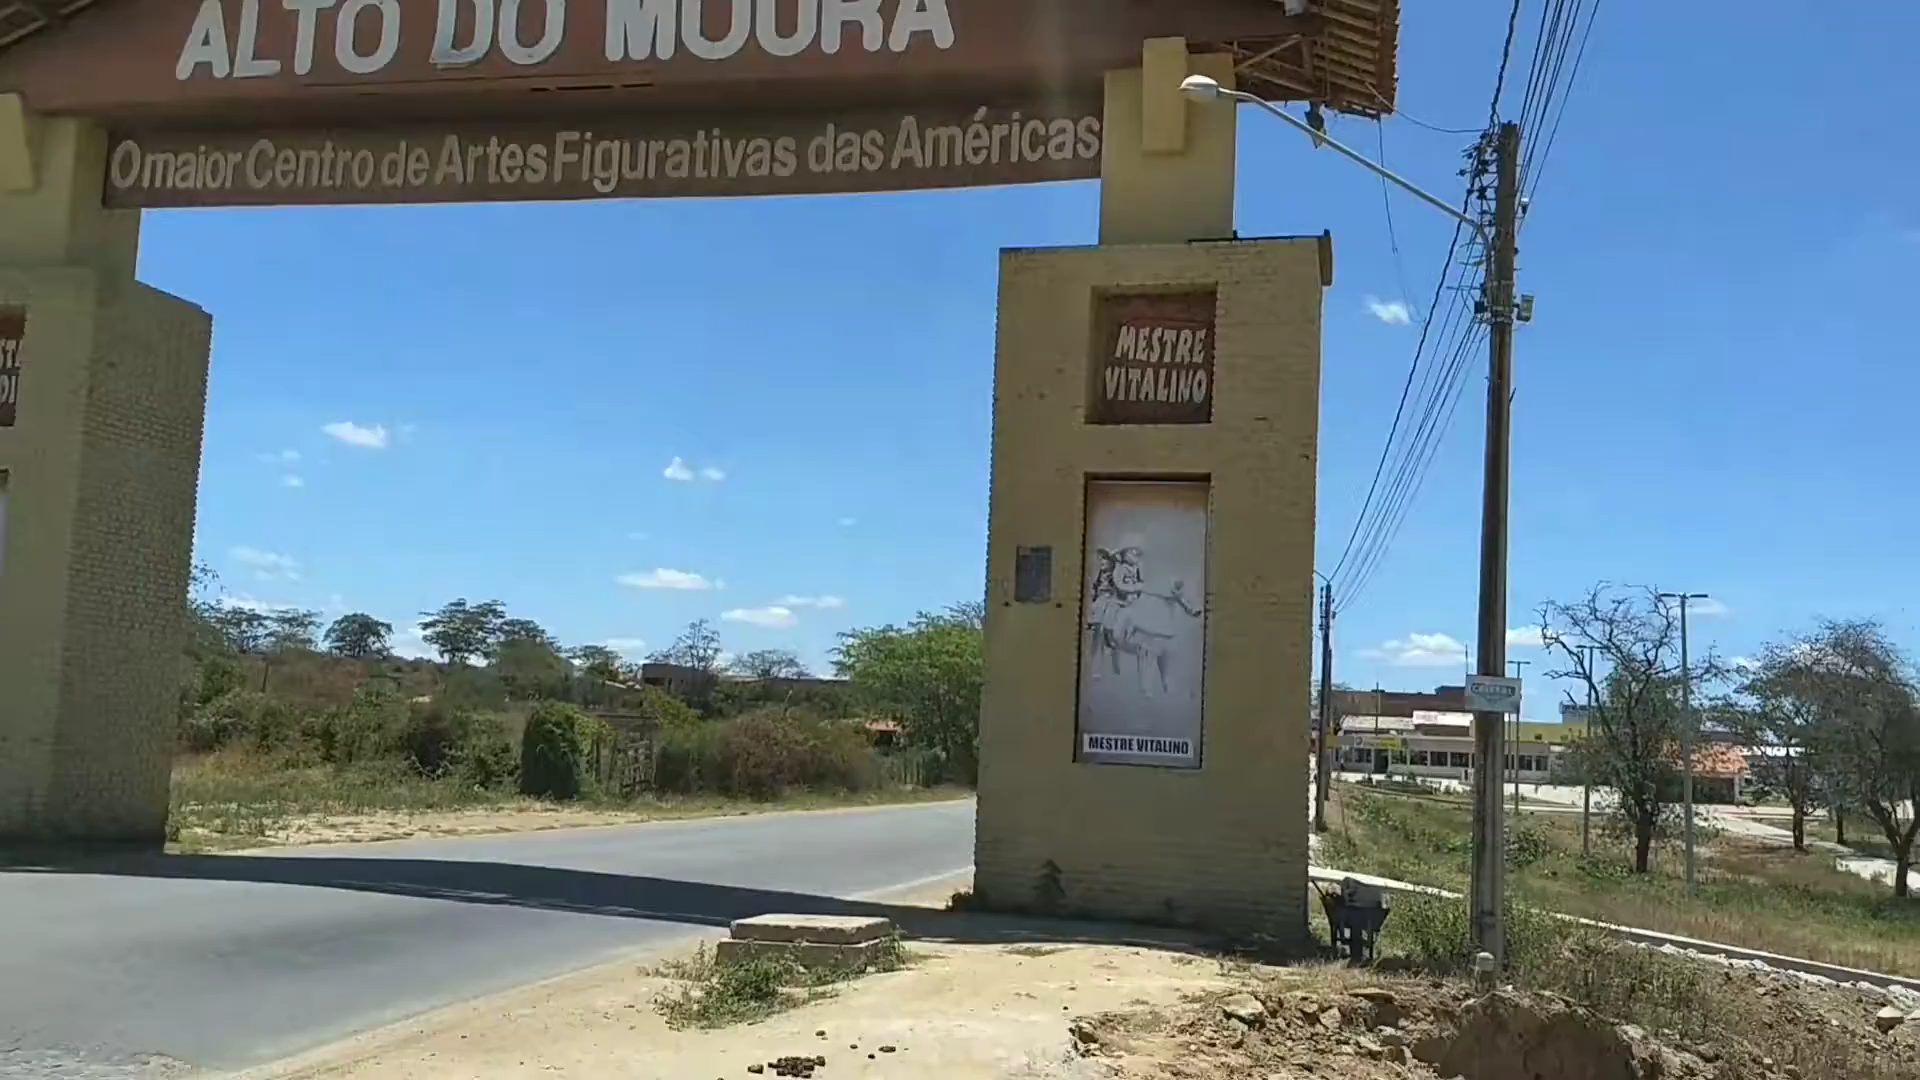 ALTO DO MOURA
O maior Centro de Artes Figurativas das Américas
MESTRE
VITALINO
MESTRE VITALINO